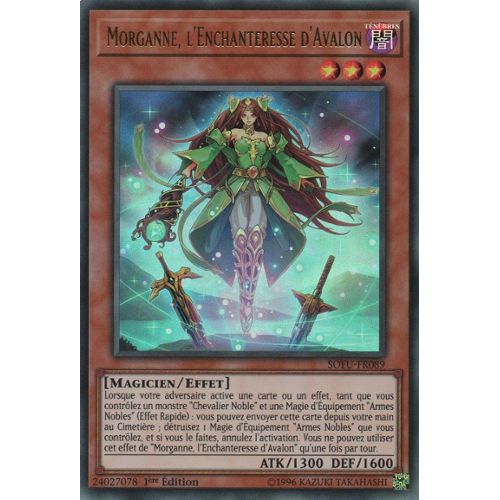 Morganne, l'Enchanteresse d'Avalon
TÉNÈBRES
闇
SOFU-FR089
[Magicien/Effet]
Lorsque votre adversaire active une carte ou un effet, tant que vous
contrôlez un monstre "Chevalier Noble" et une Magie d'Équipement "Armes
Nobles" (Effet Rapide) : vous pouvez envoyer cette carte depuis votre main
au Cimetière ; détruisez 1 Magie d'Équipement "Armes Nobles" que vous
contrôlez, et si vous le faites, annulez l'activation. Vous ne pouvez utiliser
cet effet de "Morganne, l'Enchanteresse d'Avalon" qu'une fois par tour.
ATK/1300 DEF/1600
24027078 1ère Édition ©1996 KAZUKI TAKAHASHI